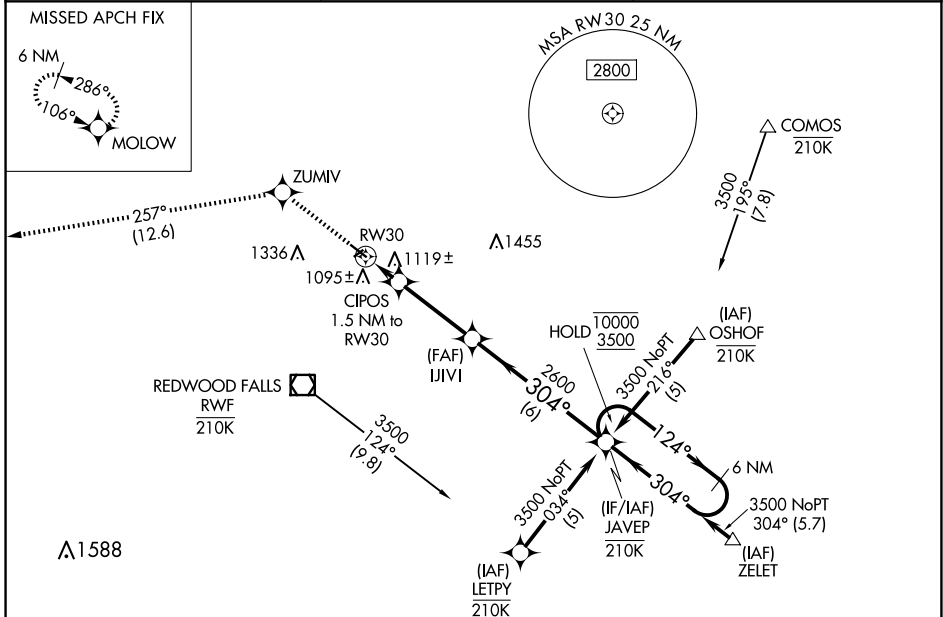 MISSED APCH FIX
6 NM
286°
106°
MOLOW
MSA RW30 25 NM
2800
COMOS
210K
3500
195°
(7.8)
ZUMIV
257°
(12.6)
RW30
1336
1119±
1095±
1455
CIPOS
1.5 NM to
RW30
(FAF)
IJIVI
HOLD
10000
3500
(IAF)
OSHOF
210K
3500 NoPT
216°
(5)
2600
304°
(6)
REDWOOD FALLS
RWF
210K
3500
124°
(9.8)
124°
6 NM
304°
3500 NoPT
034°
(5)
(IF/IAF)
JAVEP
210K
3500 NoPT
304° (5.7)
(IAF)
ZELET
1588
(IAF)
LETPY
210K